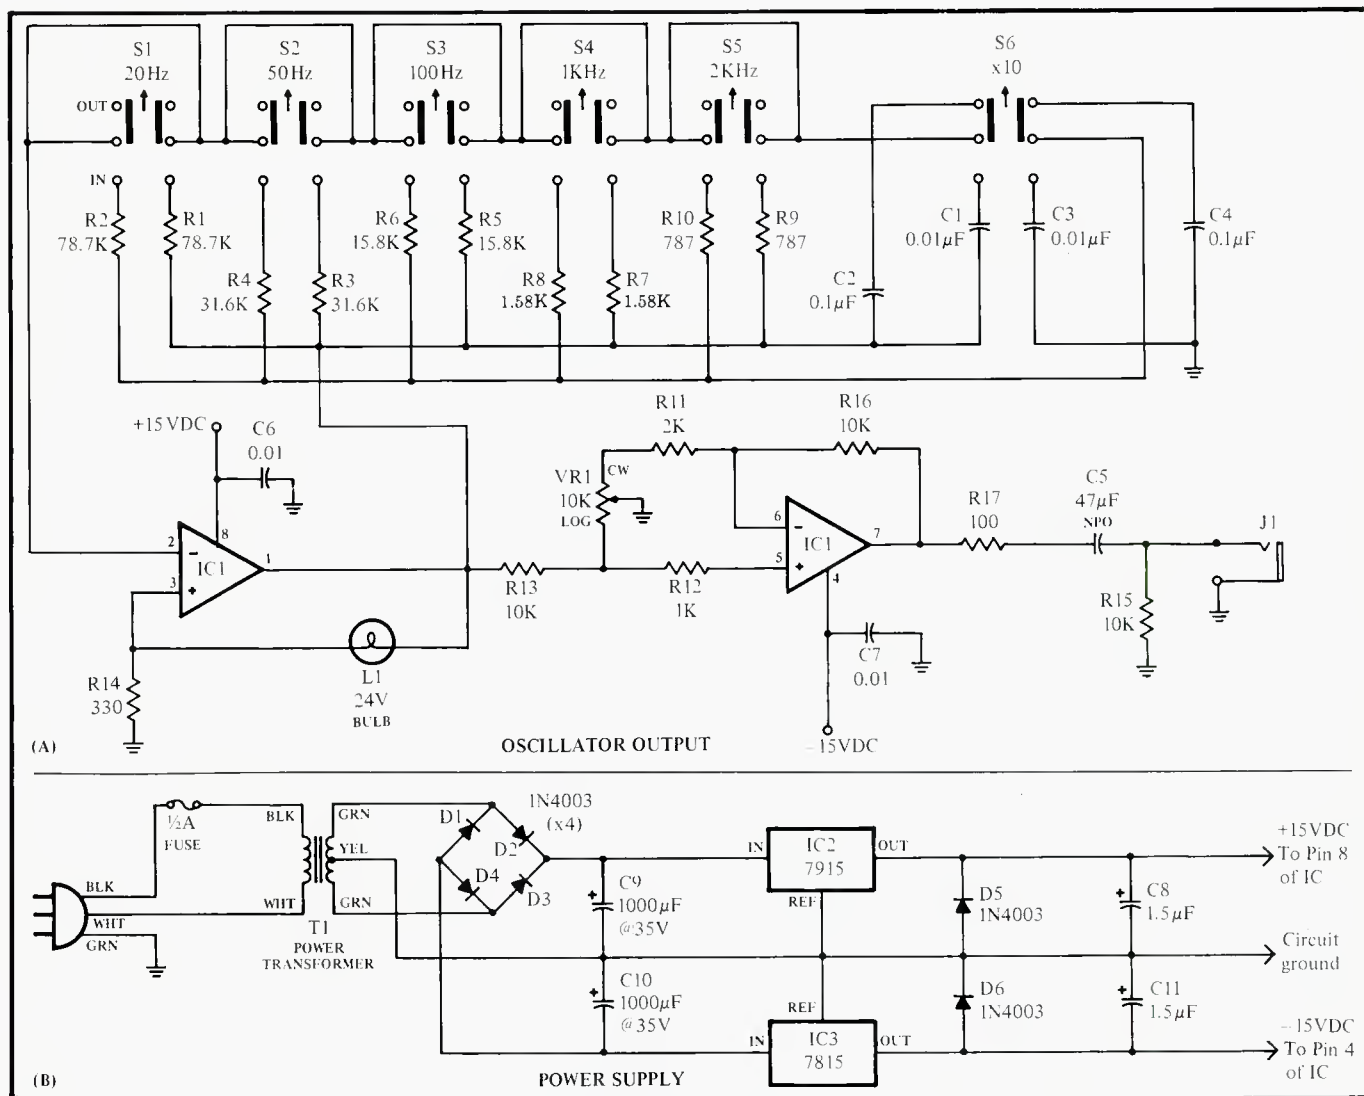 S1
20Hz
S2
50Hz
S3
100Hz
S4
1KHz
S5
2KHz
S6
x10
OUT
IN
R2
78.7K
R1
78.7K
R4
31.6K
R3
31.6K
R6
15.8K
R5
15.8K
R8
1.58K
R7
1.58K
R10
787
R9
787
C2
0.1µF
C1
0.01µF
C3
0.01µF
C4
0.1µF
+15VDC
C6
0.01
8
2
−
IC1
1
3
+
R14
330
L1
24V
BULB
R13
10K
VR1
10K
LOG
CW
R11
2K
R16
10K
R12
1K
6
−
IC1
7
5
+
4
C7
0.01
−15VDC
R17
100
C5
47µF
NPO
R15
10K
J1
(A)
OSCILLATOR OUTPUT
½A
FUSE
BLK
WHT
GRN
BLK
WHT
T1
POWER
TRANSFORMER
GRN
YEL
GRN
1N4003
(x4)
D1
D2
D4
D3
+
C9
1000µF
@35V
+
C10
1000µF
@35V
IN
IC2
7915
OUT
REF
REF
IN
IC3
7815
OUT
D5
1N4003
D6
1N4003
+
C8
1.5µF
+
C11
1.5µF
+15VDC
To Pin 8
of IC
Circuit
ground
−15VDC
To Pin 4
of IC
(B)
POWER SUPPLY